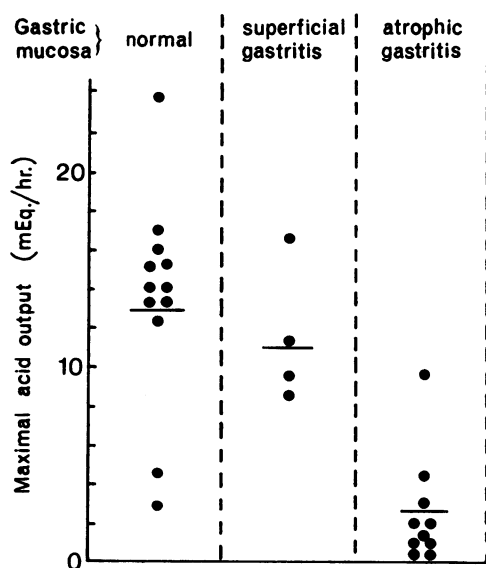 Gastric mucosa}
normal
superficial gastritis
atrophic gastritis
Maximal acid output (mEq./hr.)
20
10
0